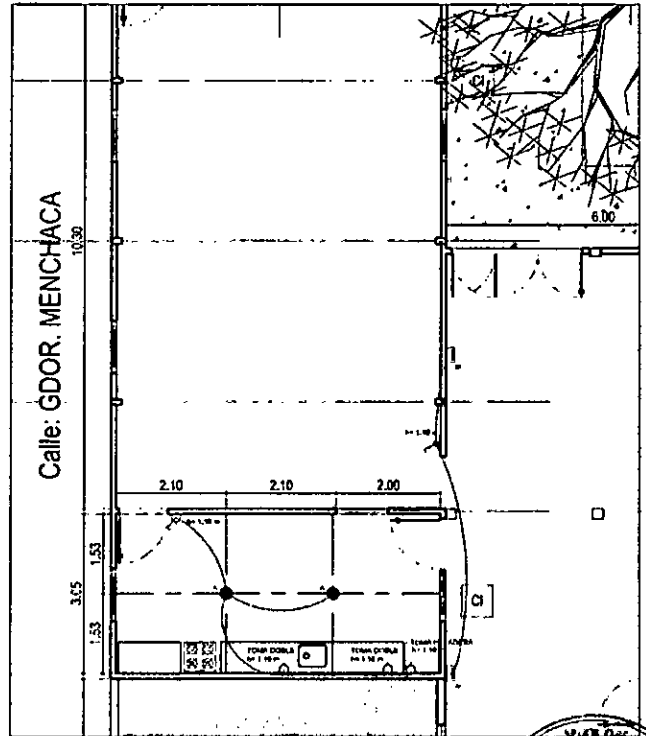 CI
6.00
Calle: GDOR. MENCHACA
10.30
2.10
2.10
2.00
1.53
3.05
1.53
CI
TOMA DOBLE
TOMA DOBLE